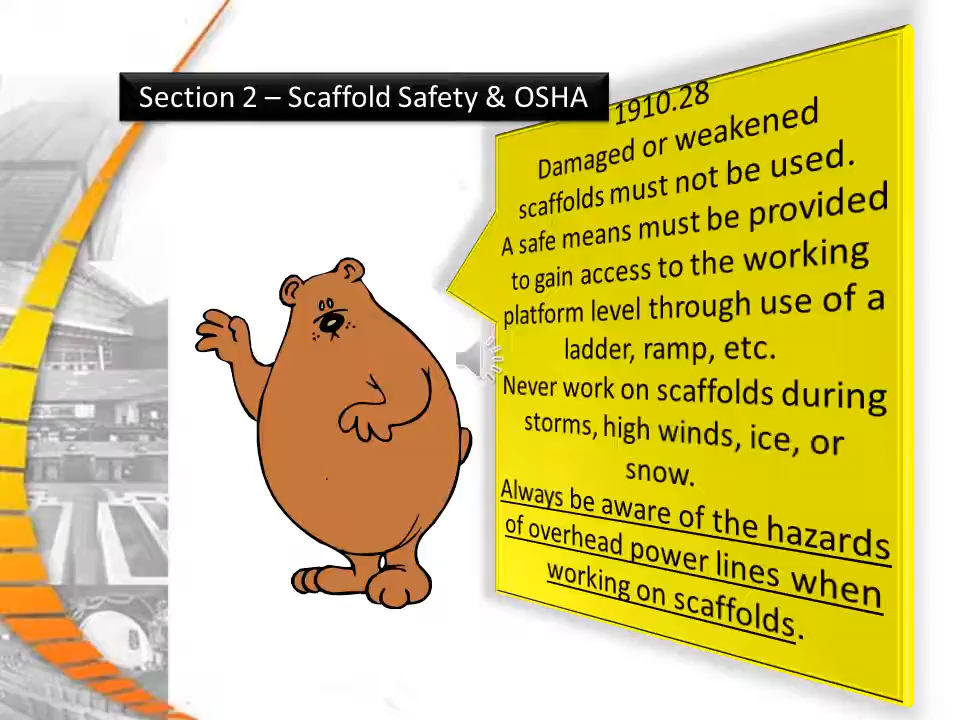 Section 2 – Scaffold Safety & OSHA
1910.28
Damaged or weakened
scaffolds must not be used.
A safe means must be provided
to gain access to the working
platform level through use of a
ladder, ramp, etc.
Never work on scaffolds during
storms, high winds, ice, or
snow.
Always be aware of the hazards
of overhead power lines when
working on scaffolds.